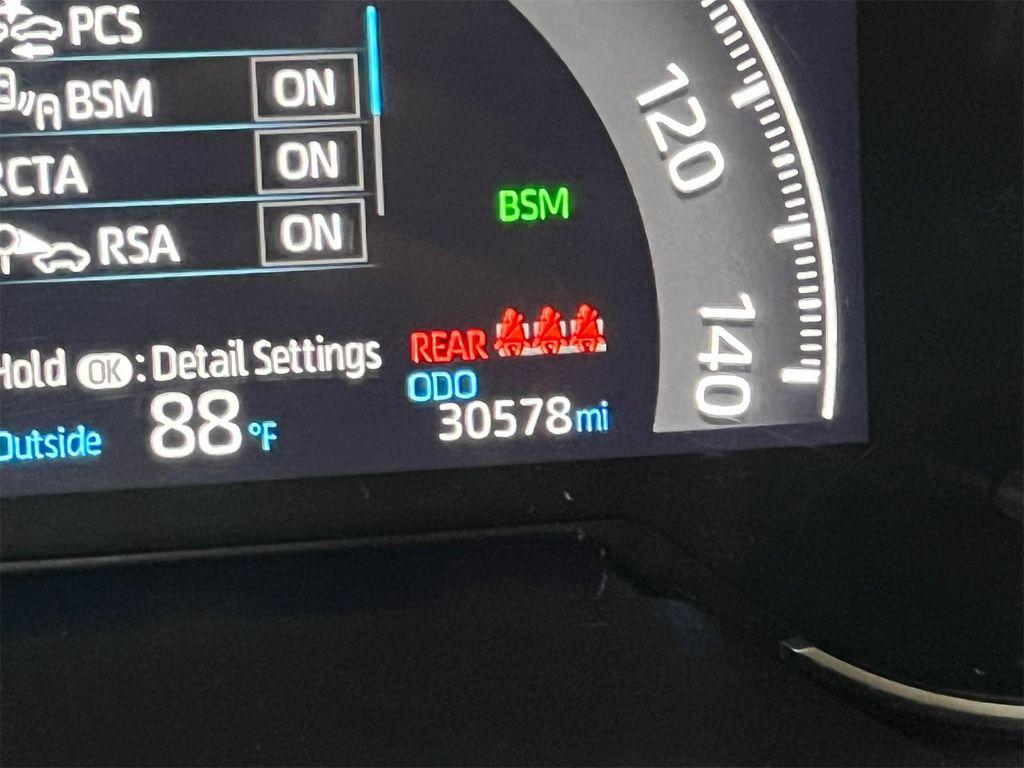 PCS
BSM ON
RCTA ON
RSA ON
Hold OK : Detail Settings
Outside 88 °F
BSM
REAR
ODO
30578 mi
120
140